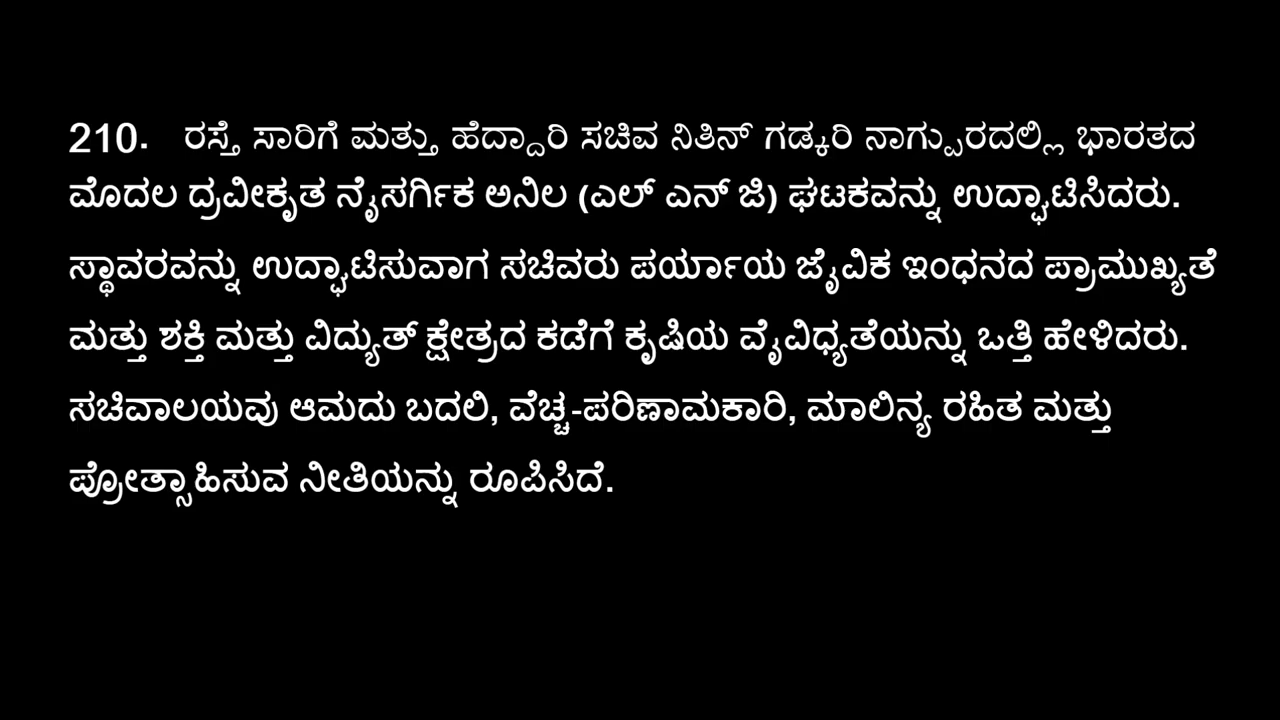 210. ರಸ್ತೆ ಸಾರಿಗೆ ಮತ್ತು ಹೆದ್ದಾರಿ ಸಚಿವ ನಿತಿನ್ ಗಡ್ಕರಿ ನಾಗ್ಪುರದಲ್ಲಿ ಭಾರತದ
ಮೊದಲ ದ್ರವೀಕೃತ ನೈಸರ್ಗಿಕ ಅನಿಲ (ಎಲ್ ಎನ್ ಜಿ) ಘಟಕವನ್ನು ಉದ್ಘಾಟಿಸಿದರು.
ಸ್ಥಾವರವನ್ನು ಉದ್ಘಾಟಿಸುವಾಗ ಸಚಿವರು ಪರ್ಯಾಯ ಜೈವಿಕ ಇಂಧನದ ಪ್ರಾಮುಖ್ಯತೆ
ಮತ್ತು ಶಕ್ತಿ ಮತ್ತು ವಿದ್ಯುತ್ ಕ್ಷೇತ್ರದ ಕಡೆಗೆ ಕೃಷಿಯ ವೈವಿಧ್ಯತೆಯನ್ನು ಒತ್ತಿ ಹೇಳಿದರು.
ಸಚಿವಾಲಯವು ಆಮದು ಬದಲಿ, ವೆಚ್ಚ-ಪರಿಣಾಮಕಾರಿ, ಮಾಲಿನ್ಯ ರಹಿತ ಮತ್ತು
ಪ್ರೋತ್ಸಾಹಿಸುವ ನೀತಿಯನ್ನು ರೂಪಿಸಿದೆ.